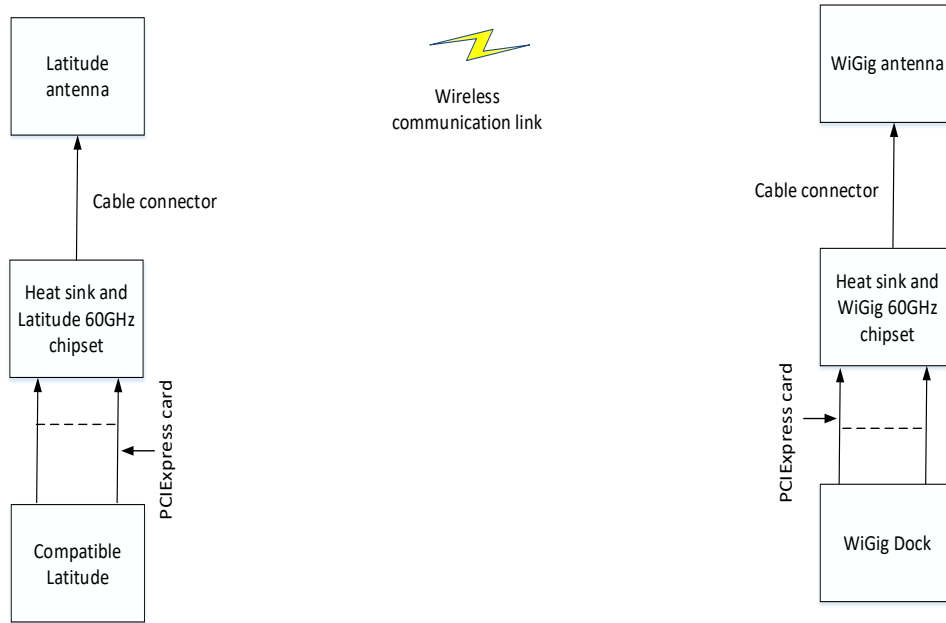 Latitude
antenna
Wireless
communication link
WiGig antenna
Cable connector
Cable connector
Heat sink and
Latitude 60GHz
chipset
Heat sink and
WiGig 60GHz
chipset
PCIExpress card
PCIExpress card
Compatible
Latitude
WiGig Dock